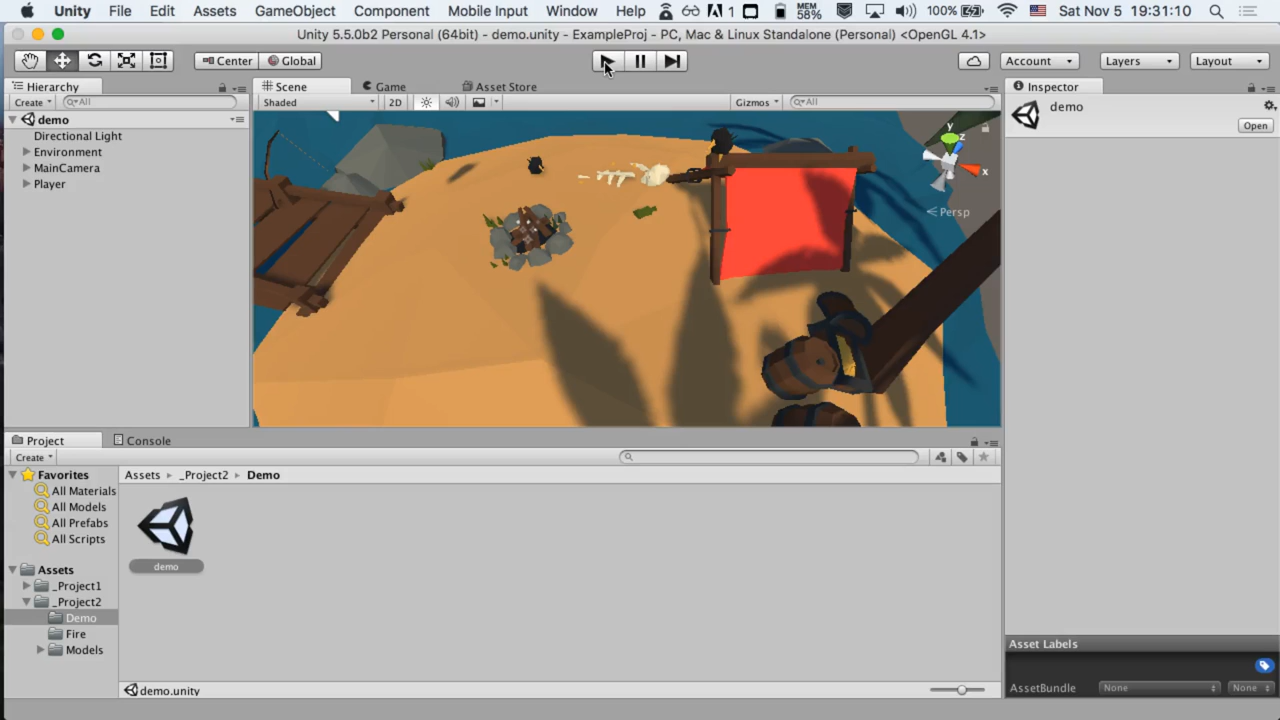 Unity File Edit Assets GameObject Component Mobile Input Window Help 1 MEM 58% 100% Sat Nov 5 19:31:10
Unity 5.5.0b2 Personal (64bit) - demo.unity - ExampleProj - PC, Mac & Linux Standalone (Personal) <OpenGL 4.1>
Center Global Account Layers Layout
Hierarchy Scene Game Asset Store Inspector
Create All Shaded 2D Gizmos All demo
Open
demo
Directional Light
Environment
MainCamera
Player
y
z
x
Persp
Project Console
Create
Favorites Assets _Project2 Demo
All Materials
All Models
All Prefabs
All Scripts
demo
Assets
_Project1
_Project2
Demo
Fire
Models
Asset Labels
demo.unity
AssetBundle None None